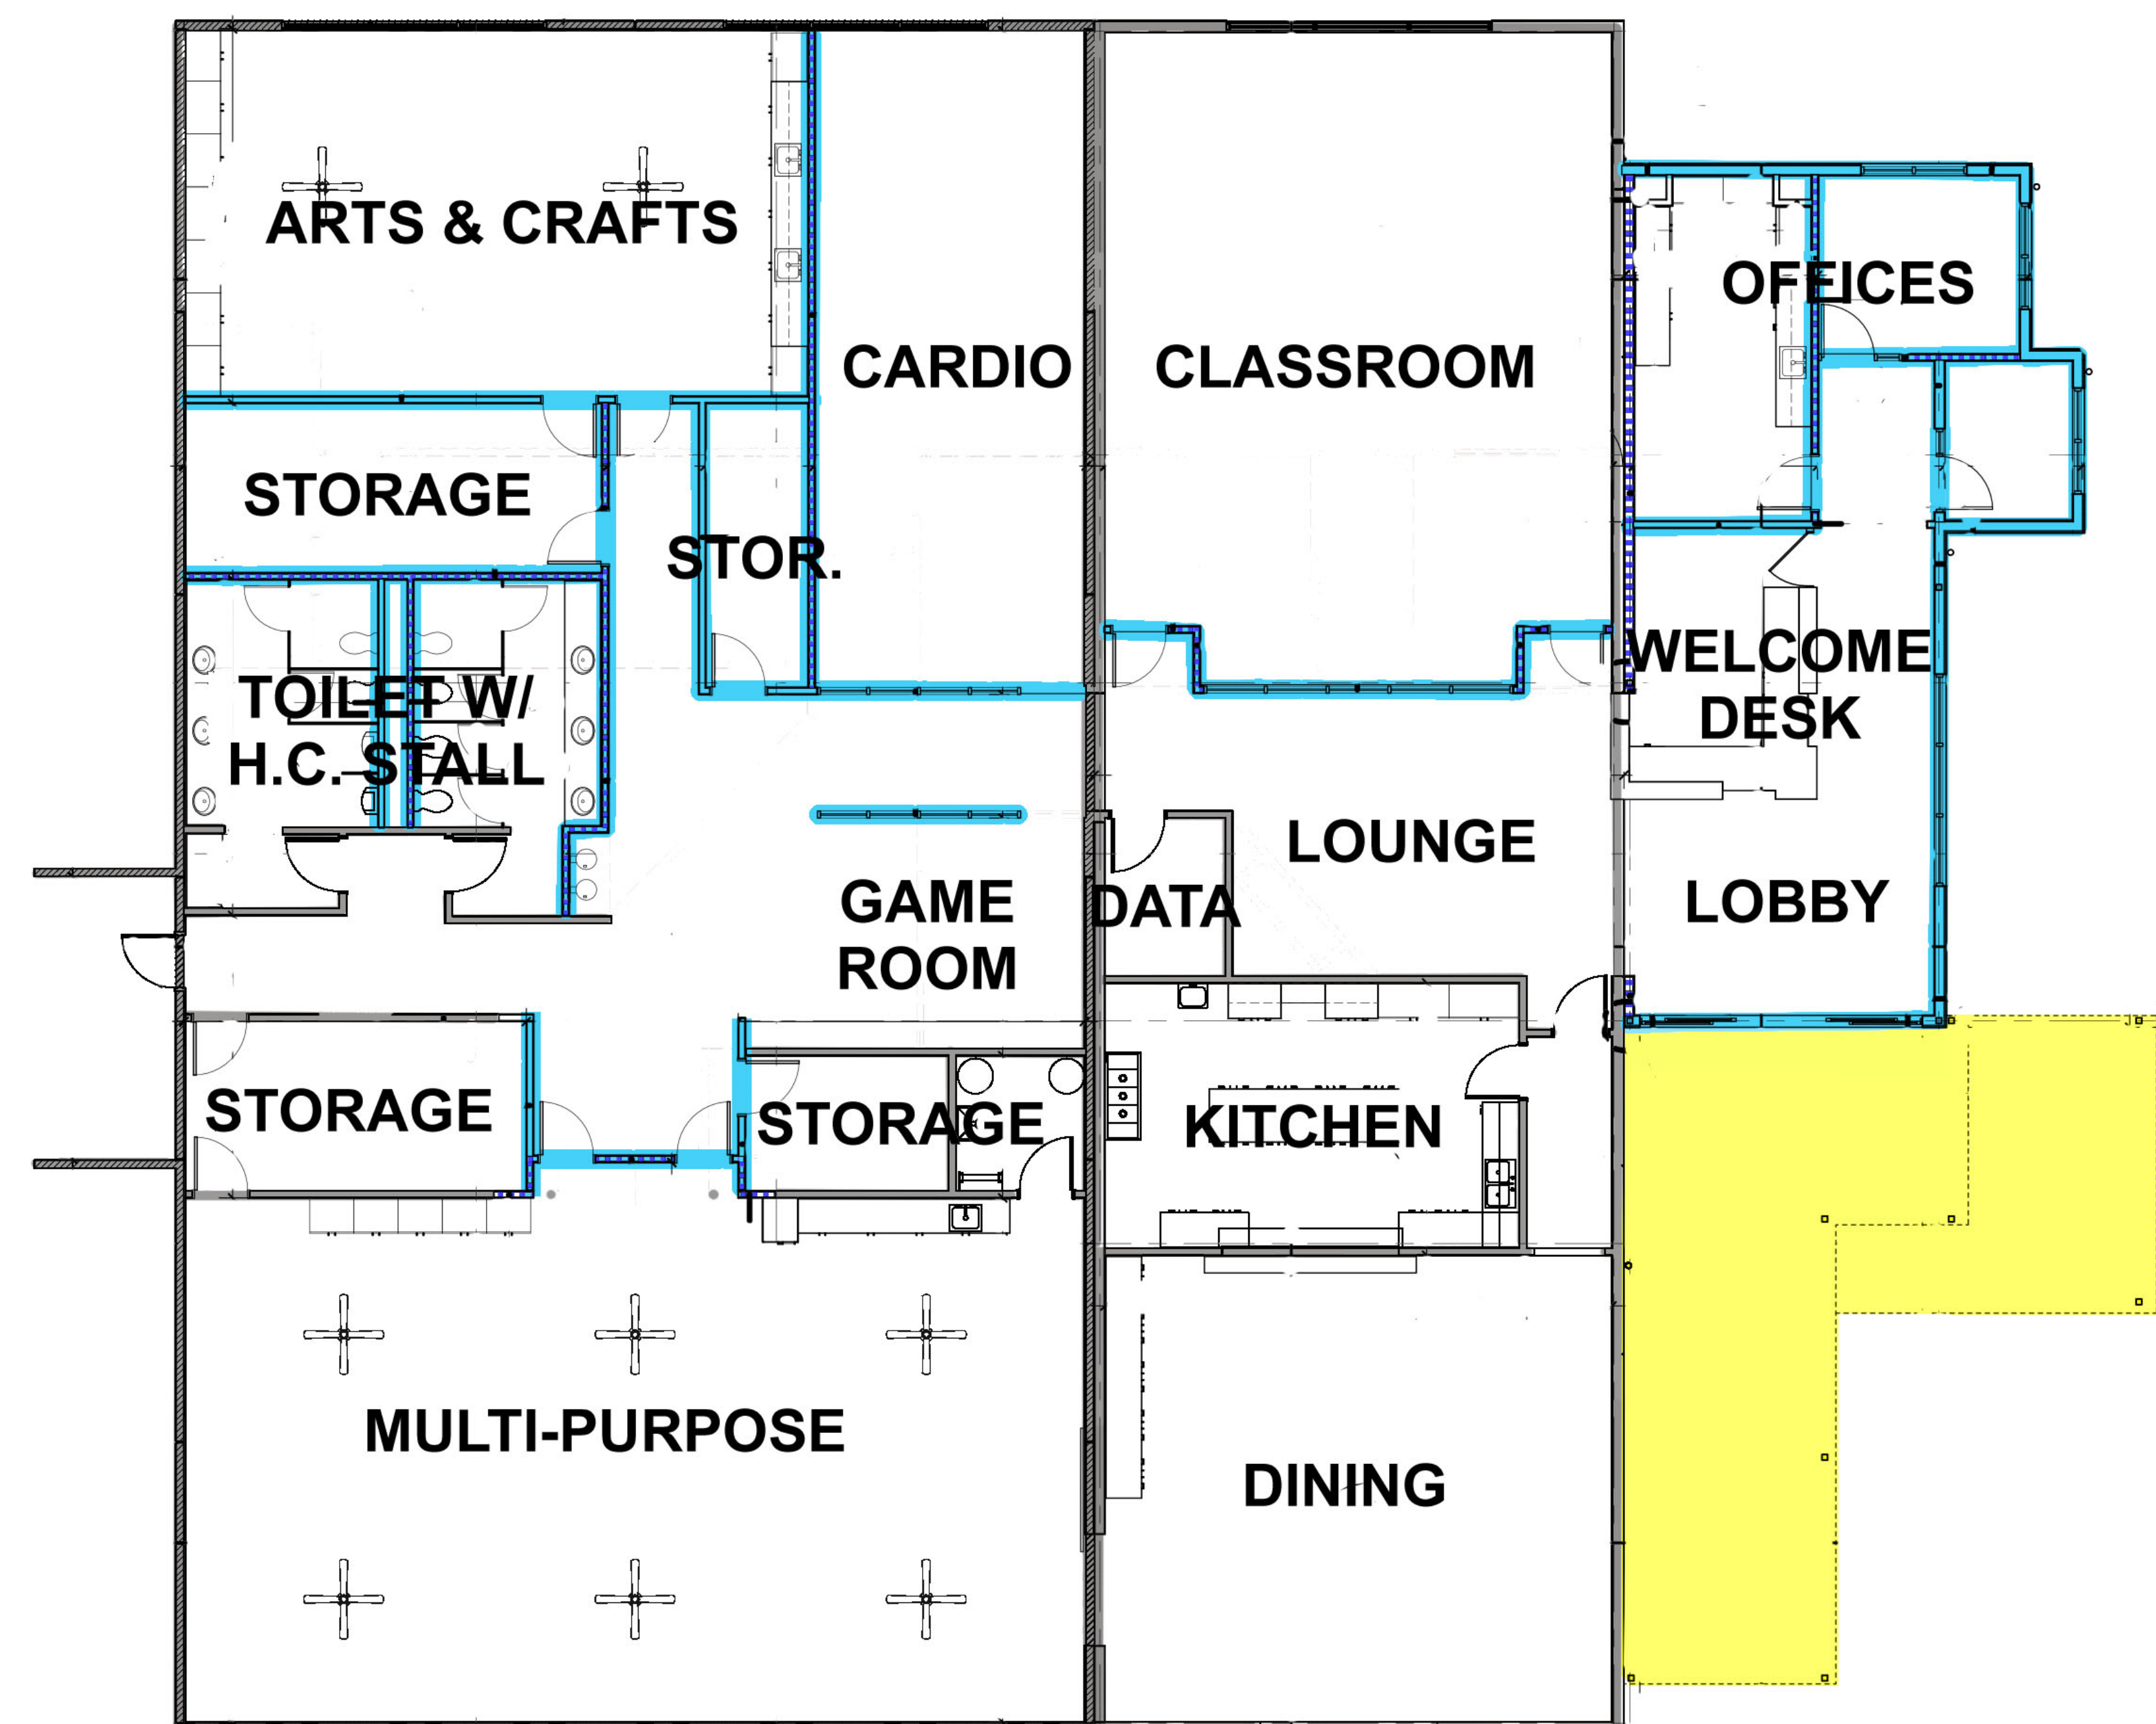 ARTS & CRAFTS
OFFICES
CARDIO
CLASSROOM
STORAGE
STOR.
WELCOME
DESK
TOILET W/
H.C. STALL
LOUNGE
DATA
GAME
ROOM
LOBBY
STORAGE
STORAGE
KITCHEN
MULTI-PURPOSE
DINING